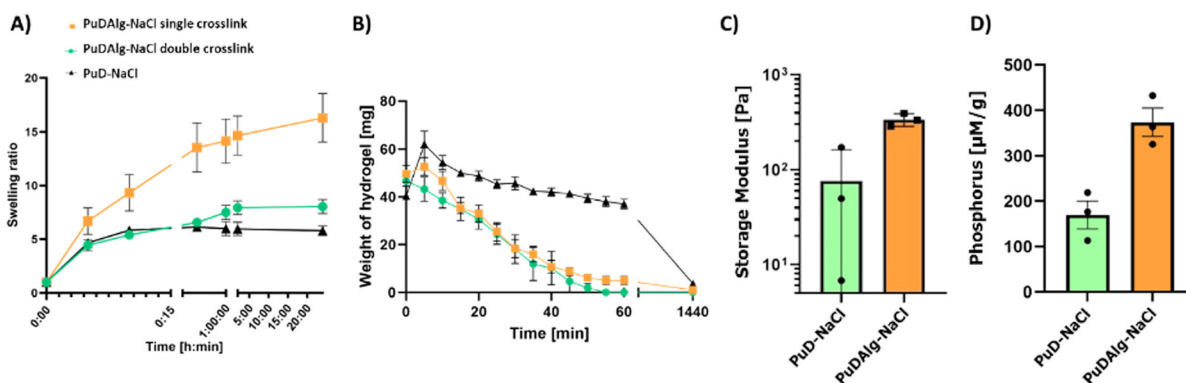 A)
PuDAlg-NaCl single crosslink
PuDAlg-NaCl double crosslink
PuD-NaCl
Swelling ratio
20
15
10
5
0
0:00
0:15
1:00:00
5:00
10:00
15:00
20:00
Time [h:min]
B)
Weight of hydrogel [mg]
80
60
40
20
0
0
20
40
60
1440
Time [min]
C)
Storage Modulus [Pa]
10³
10²
10¹
PuD-NaCl
PuDAlg-NaCl
D)
Phosphorus [µM/g]
500
400
300
200
100
0
PuD-NaCl
PuDAlg-NaCl